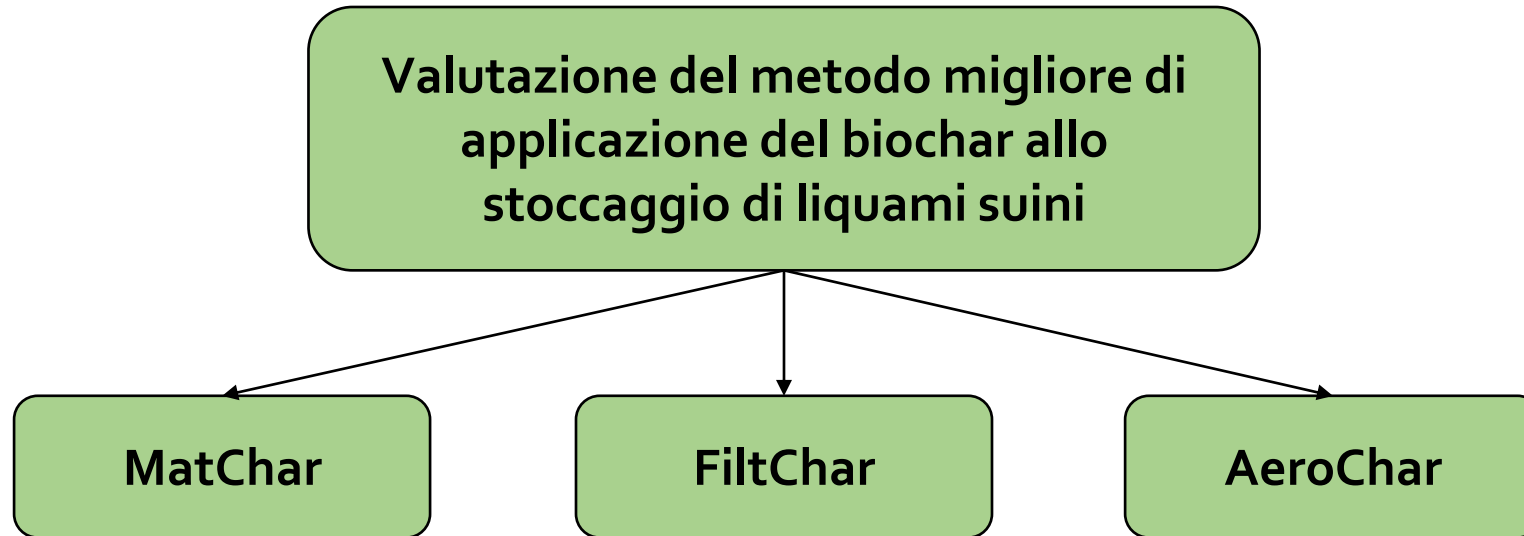 Valutazione del metodo migliore di
applicazione del biochar allo
stoccaggio di liquami suini
MatChar
FiltChar
AeroChar